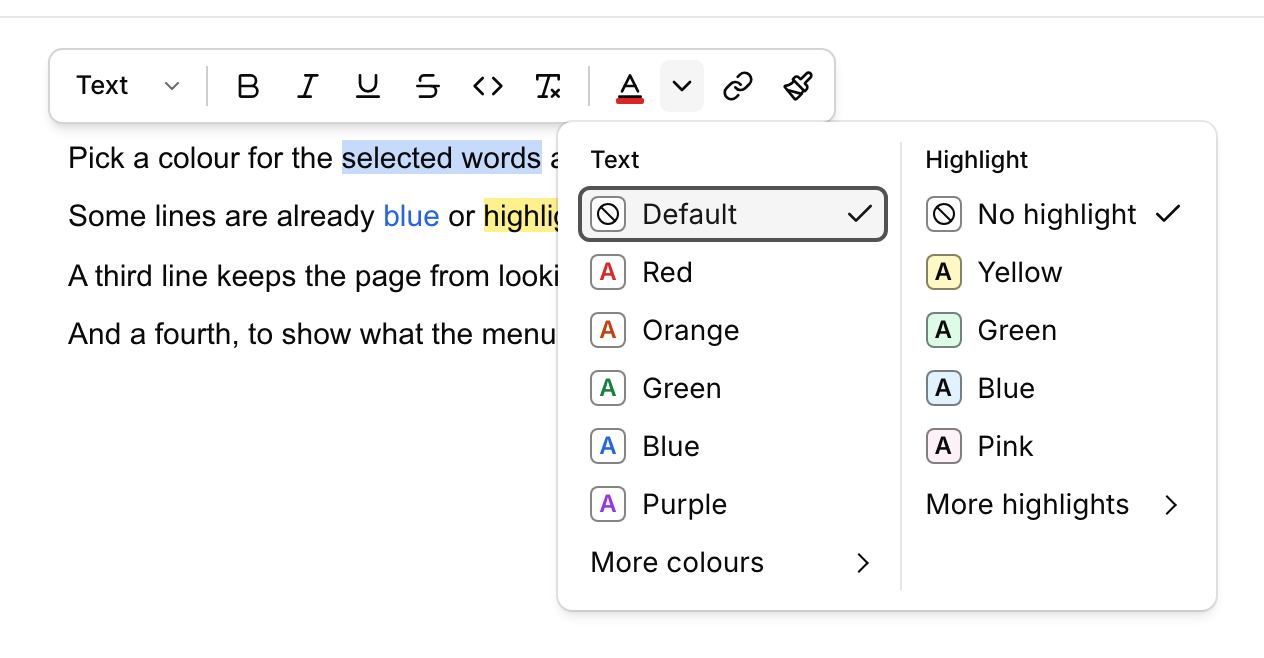 Text
Pick a colour for the selected words
Some lines are already blue or
A third line keeps the page from
And a fourth, to show what the menu
Text
Default
A Red
A Orange
A Green
A Blue
A Purple
More colours
Highlight
No highlight
A Yellow
A Green
A Blue
A Pink
More highlights